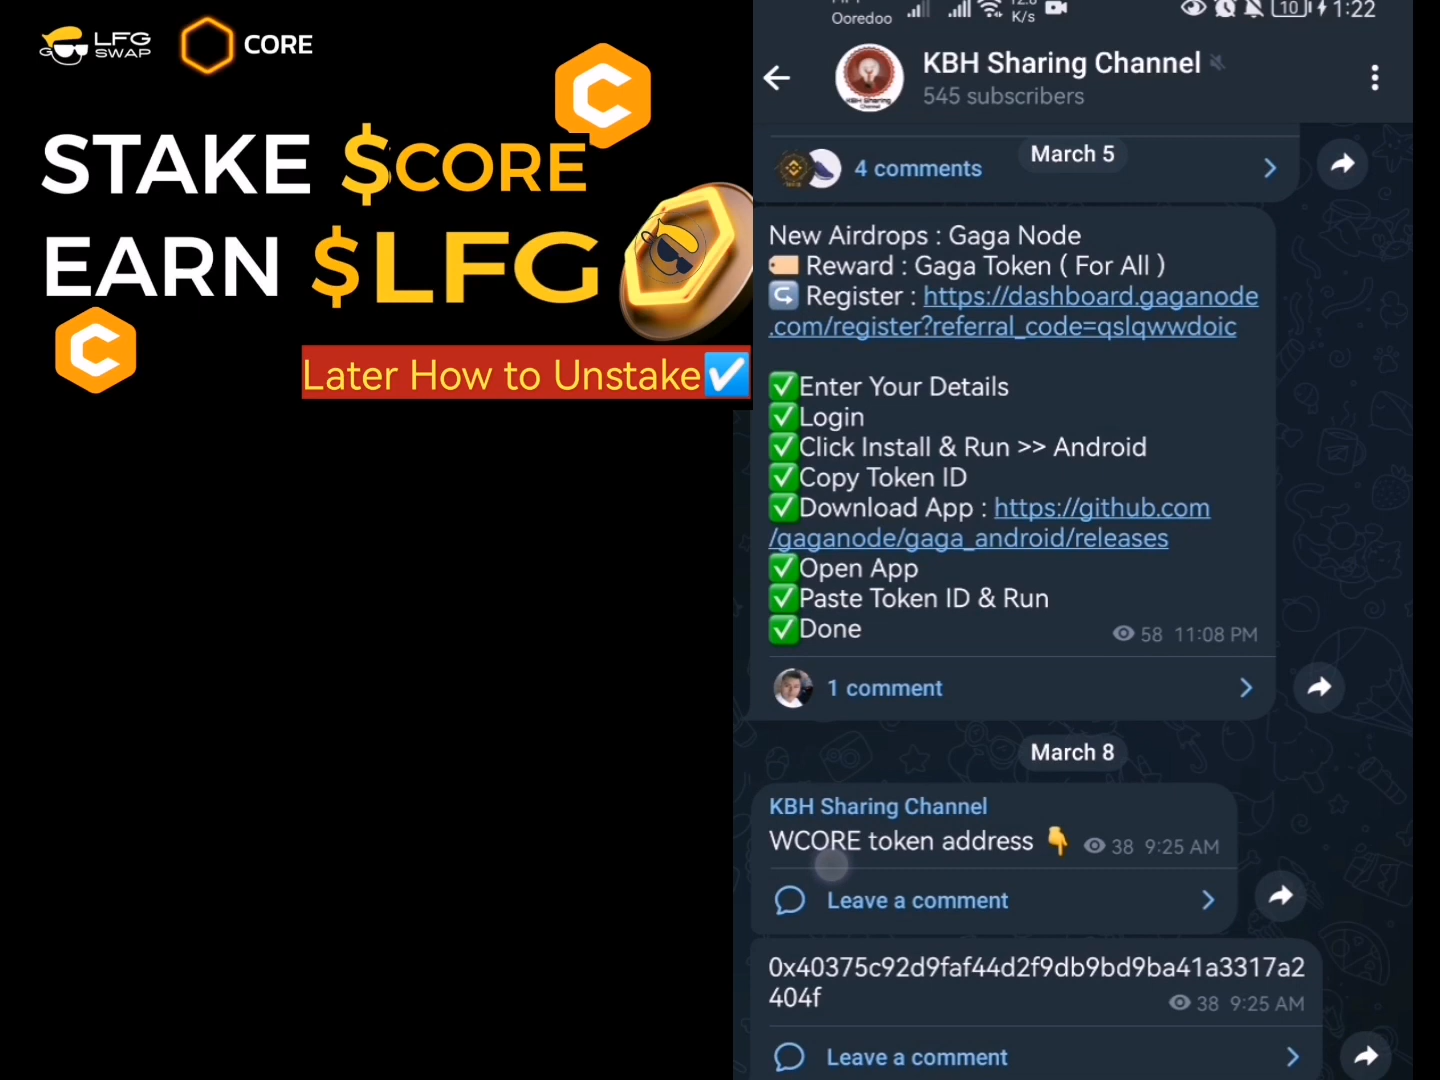 LFG
SWAP
CORE
STAKE $CORE
EARN $LFG
Later How to Unstake
Ooredoo
K/s
10
1:22
KBH Sharing Channel
545 subscribers
4 comments
March 5
New Airdrops : Gaga Node
Reward : Gaga Token ( For All )
Register : https://dashboard.gaganode
.com/register?referral_code=qslqwwdoic
Enter Your Details
Login
Click Install & Run >> Android
Copy Token ID
Download App : https://github.com
/gaganode/gaga_android/releases
Open App
Paste Token ID & Run
Done
58 11:08 PM
1 comment
March 8
KBH Sharing Channel
WCORE token address
38 9:25 AM
Leave a comment
0x40375c92d9faf44d2f9db9bd9ba41a3317a2
404f
38 9:25 AM
Leave a comment